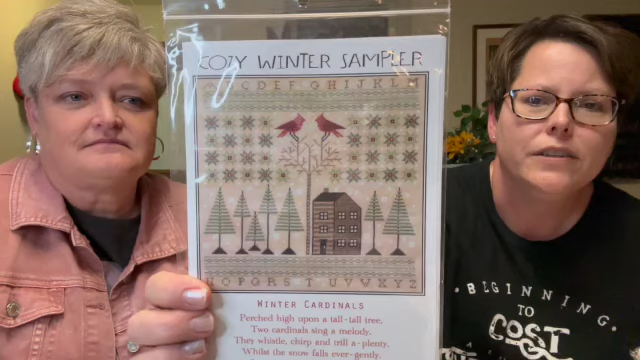 COZY WINTER SAMPLER
A B C D E F G H I J K L M
N O P Q R S T U V W X Y Z
WINTER CARDINALS
Perched high upon a tall-tall tree,
Two cardinals sing a melody.
They whistle, chirp and trill a-plenty,
Whilst the snow falls ever-gently.
BEGINNING
TO
COST
A